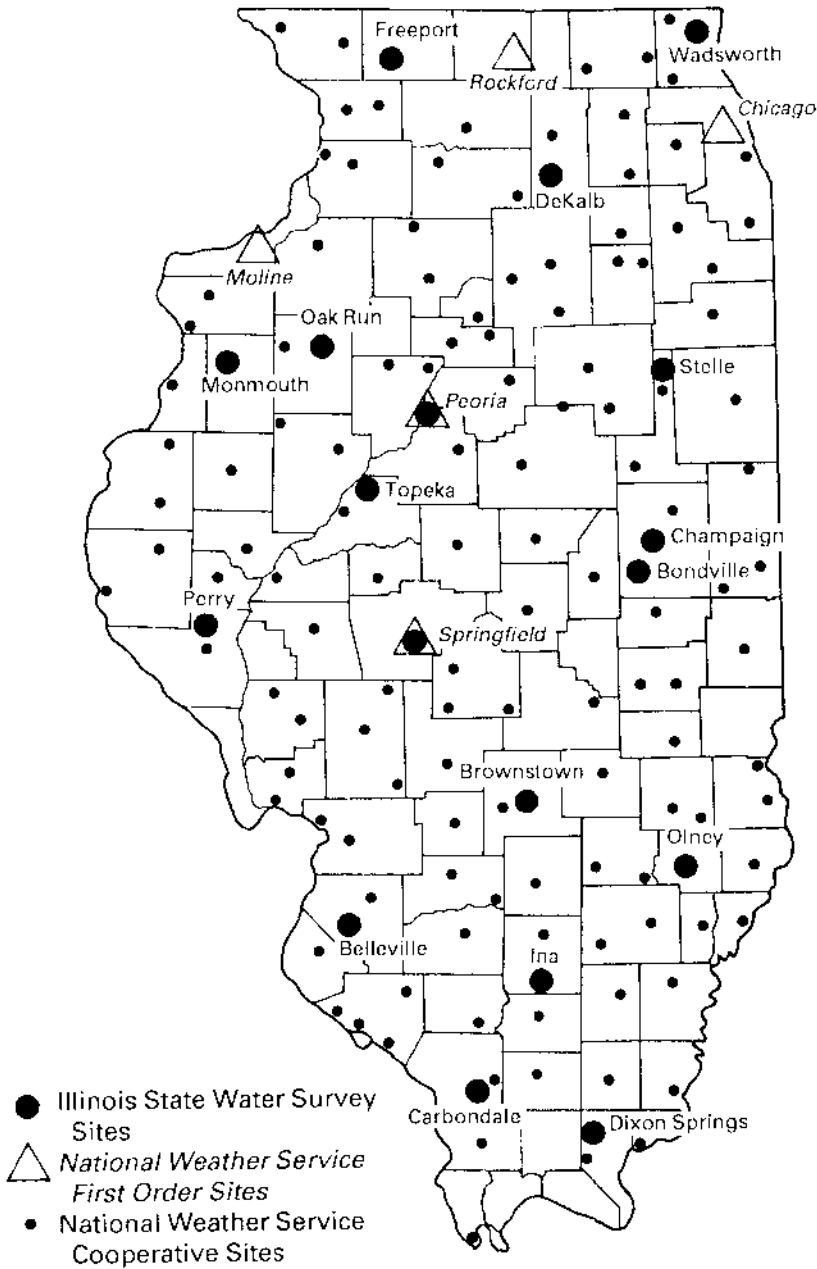 Freeport
Wadsworth
Rockford
Chicago
DeKalb
Moline
Oak Run
Monmouth
Stelle
Peoria
Topeka
Champaign
Bondville
Perry
Springfield
Brownstown
Olney
Belleville
Ina
Carbondale
Dixon Springs
Illinois State Water Survey
Sites
National Weather Service
First Order Sites
National Weather Service
Cooperative Sites